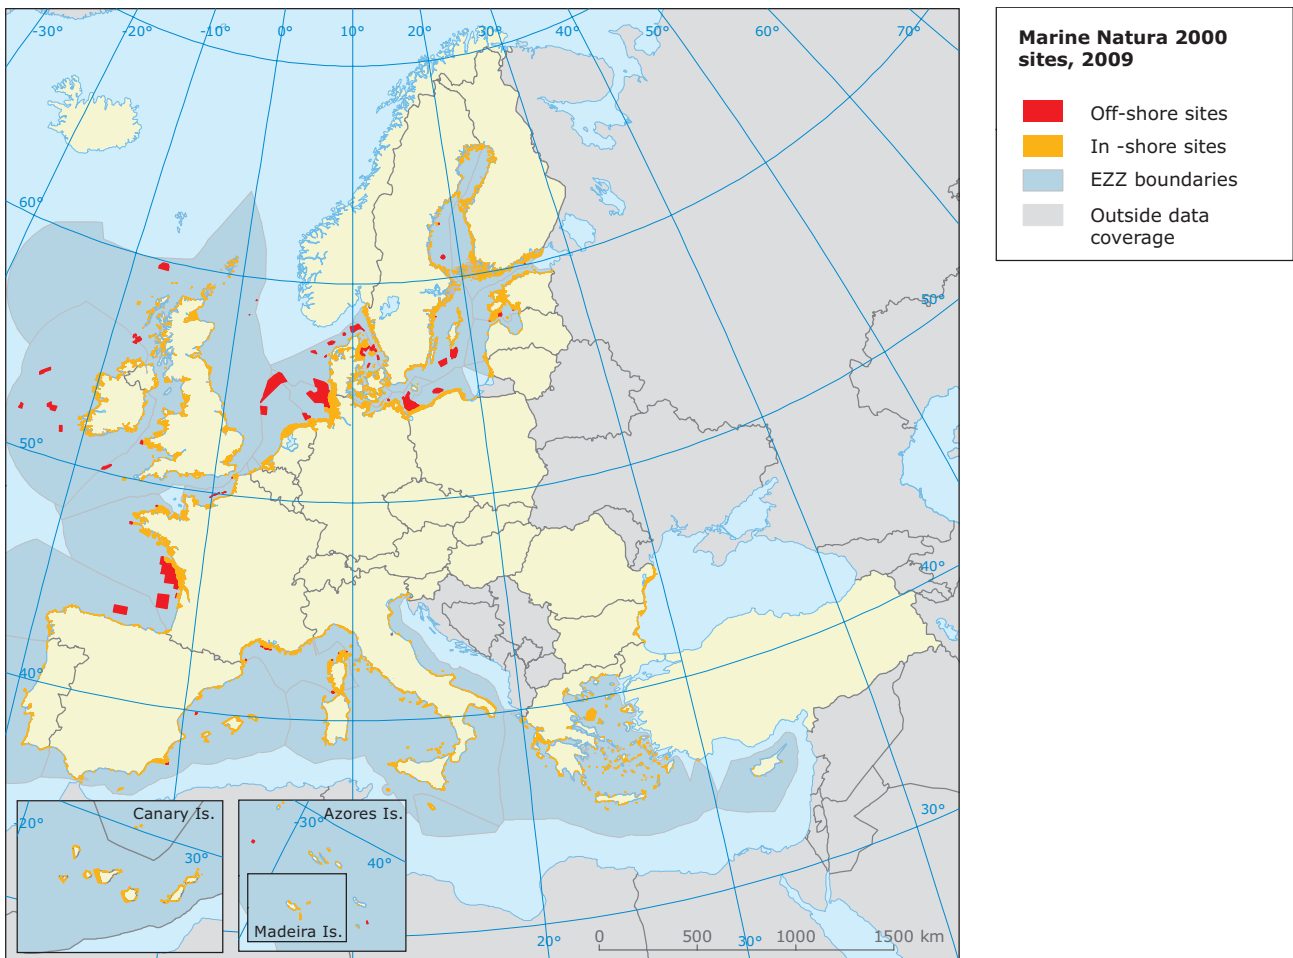 -30°
-20°
-10°
0°
10°
20°
30°
60°
70°
Marine Natura 2000
sites, 2009
Off-shore sites
In -shore sites
EZZ boundaries
Outside data
coverage
60°
50°
50°
40°
40°
30°
Canary Is.
-20°
30°
Azores Is.
-30°
40°
Madeira Is.
20°
30°
0
500
1000
1500 km